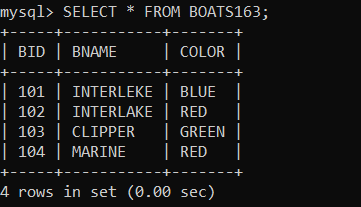 mysql> SELECT * FROM BOATS163;
+-----+-----------+-------+
| BID | BNAME     | COLOR |
+-----+-----------+-------+
| 101 | INTERLEKE | BLUE  |
| 102 | INTERLAKE | RED   |
| 103 | CLIPPER   | GREEN |
| 104 | MARINE    | RED   |
+-----+-----------+-------+
4 rows in set (0.00 sec)